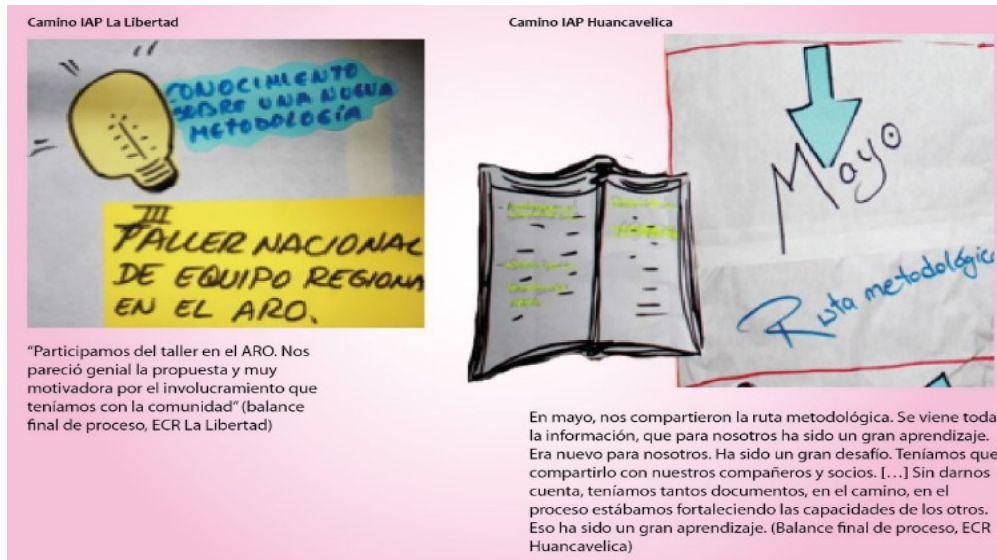 Camino IAP La Libertad
CONOCIMIENTO
SOBRE UNA NUEVA
METODOLOGÍA
III
TALLER NACIONAL
DE EQUIPO REGIONA
EN EL ARO.
“Participamos del taller en el ARO. Nos
pareció genial la propuesta y muy
motivadora por el involucramiento que
teníamos con la comunidad” (balance
final de proceso, ECR La Libertad)
Camino IAP Huancavelica
Mayo
Ruta metodológica
En mayo, nos compartieron la ruta metodológica. Se viene toda
la información, que para nosotros ha sido un gran aprendizaje.
Era nuevo para nosotros. Ha sido un gran desafío. Teníamos que
compartirlo con nuestros compañeros y socios. […] Sin darnos
cuenta, teníamos tantos documentos, en el camino, en el
proceso estábamos fortaleciendo las capacidades de los otros.
Eso ha sido un gran aprendizaje. (Balance final de proceso, ECR
Huancavelica)